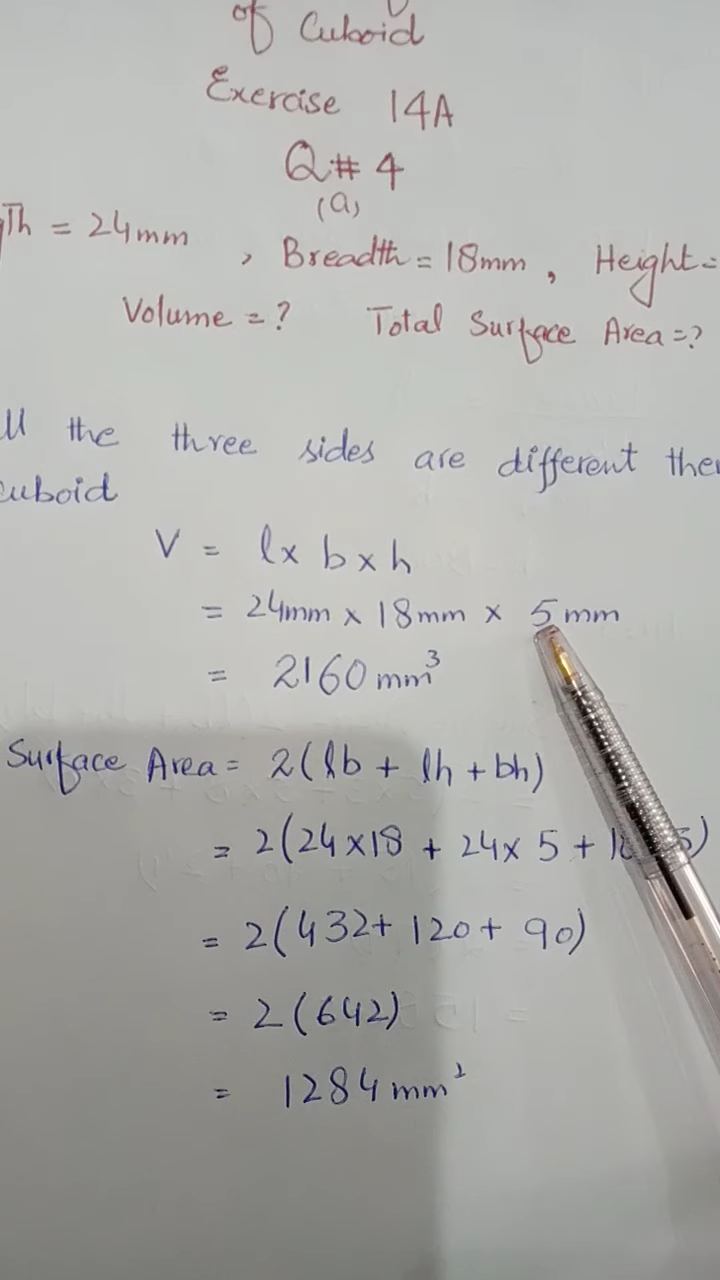 of Cuboid
Exercise 14A
Q# 4
(a)
Th = 24mm , Breadth = 18mm , Height =
Volume = ? Total Surface Area = ?
the three sides are different
cuboid
V = l x b x h
= 24mm x 18mm x 5mm
= 2160 mm³
Surface Area = 2(lb + lh + bh)
= 2(24x18 + 24x 5 +
= 2(432+ 120+ 90)
= 2(642)
= 1284 mm²